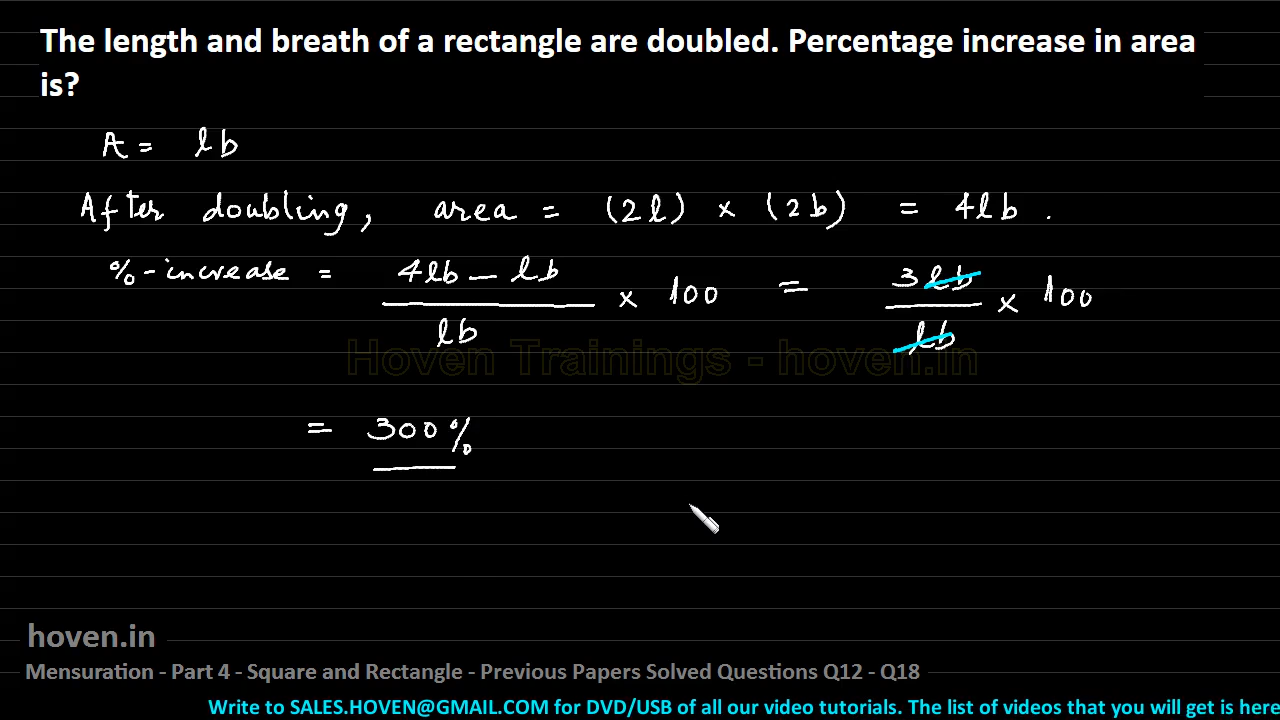 The length and breath of a rectangle are doubled. Percentage increase in area
is?
A = lb
After doubling, area = (2l) × (2b) = 4lb .
%-increase = 4lb - lb / lb × 100 = 3lb / lb × 100
Hoven Trainings - hoven.in
= 300%
hoven.in
Mensuration - Part 4 - Square and Rectangle - Previous Papers Solved Questions Q12 - Q18
Write to SALES.HOVEN@GMAIL.COM for DVD/USB of all our video tutorials. The list of videos that you will get is here